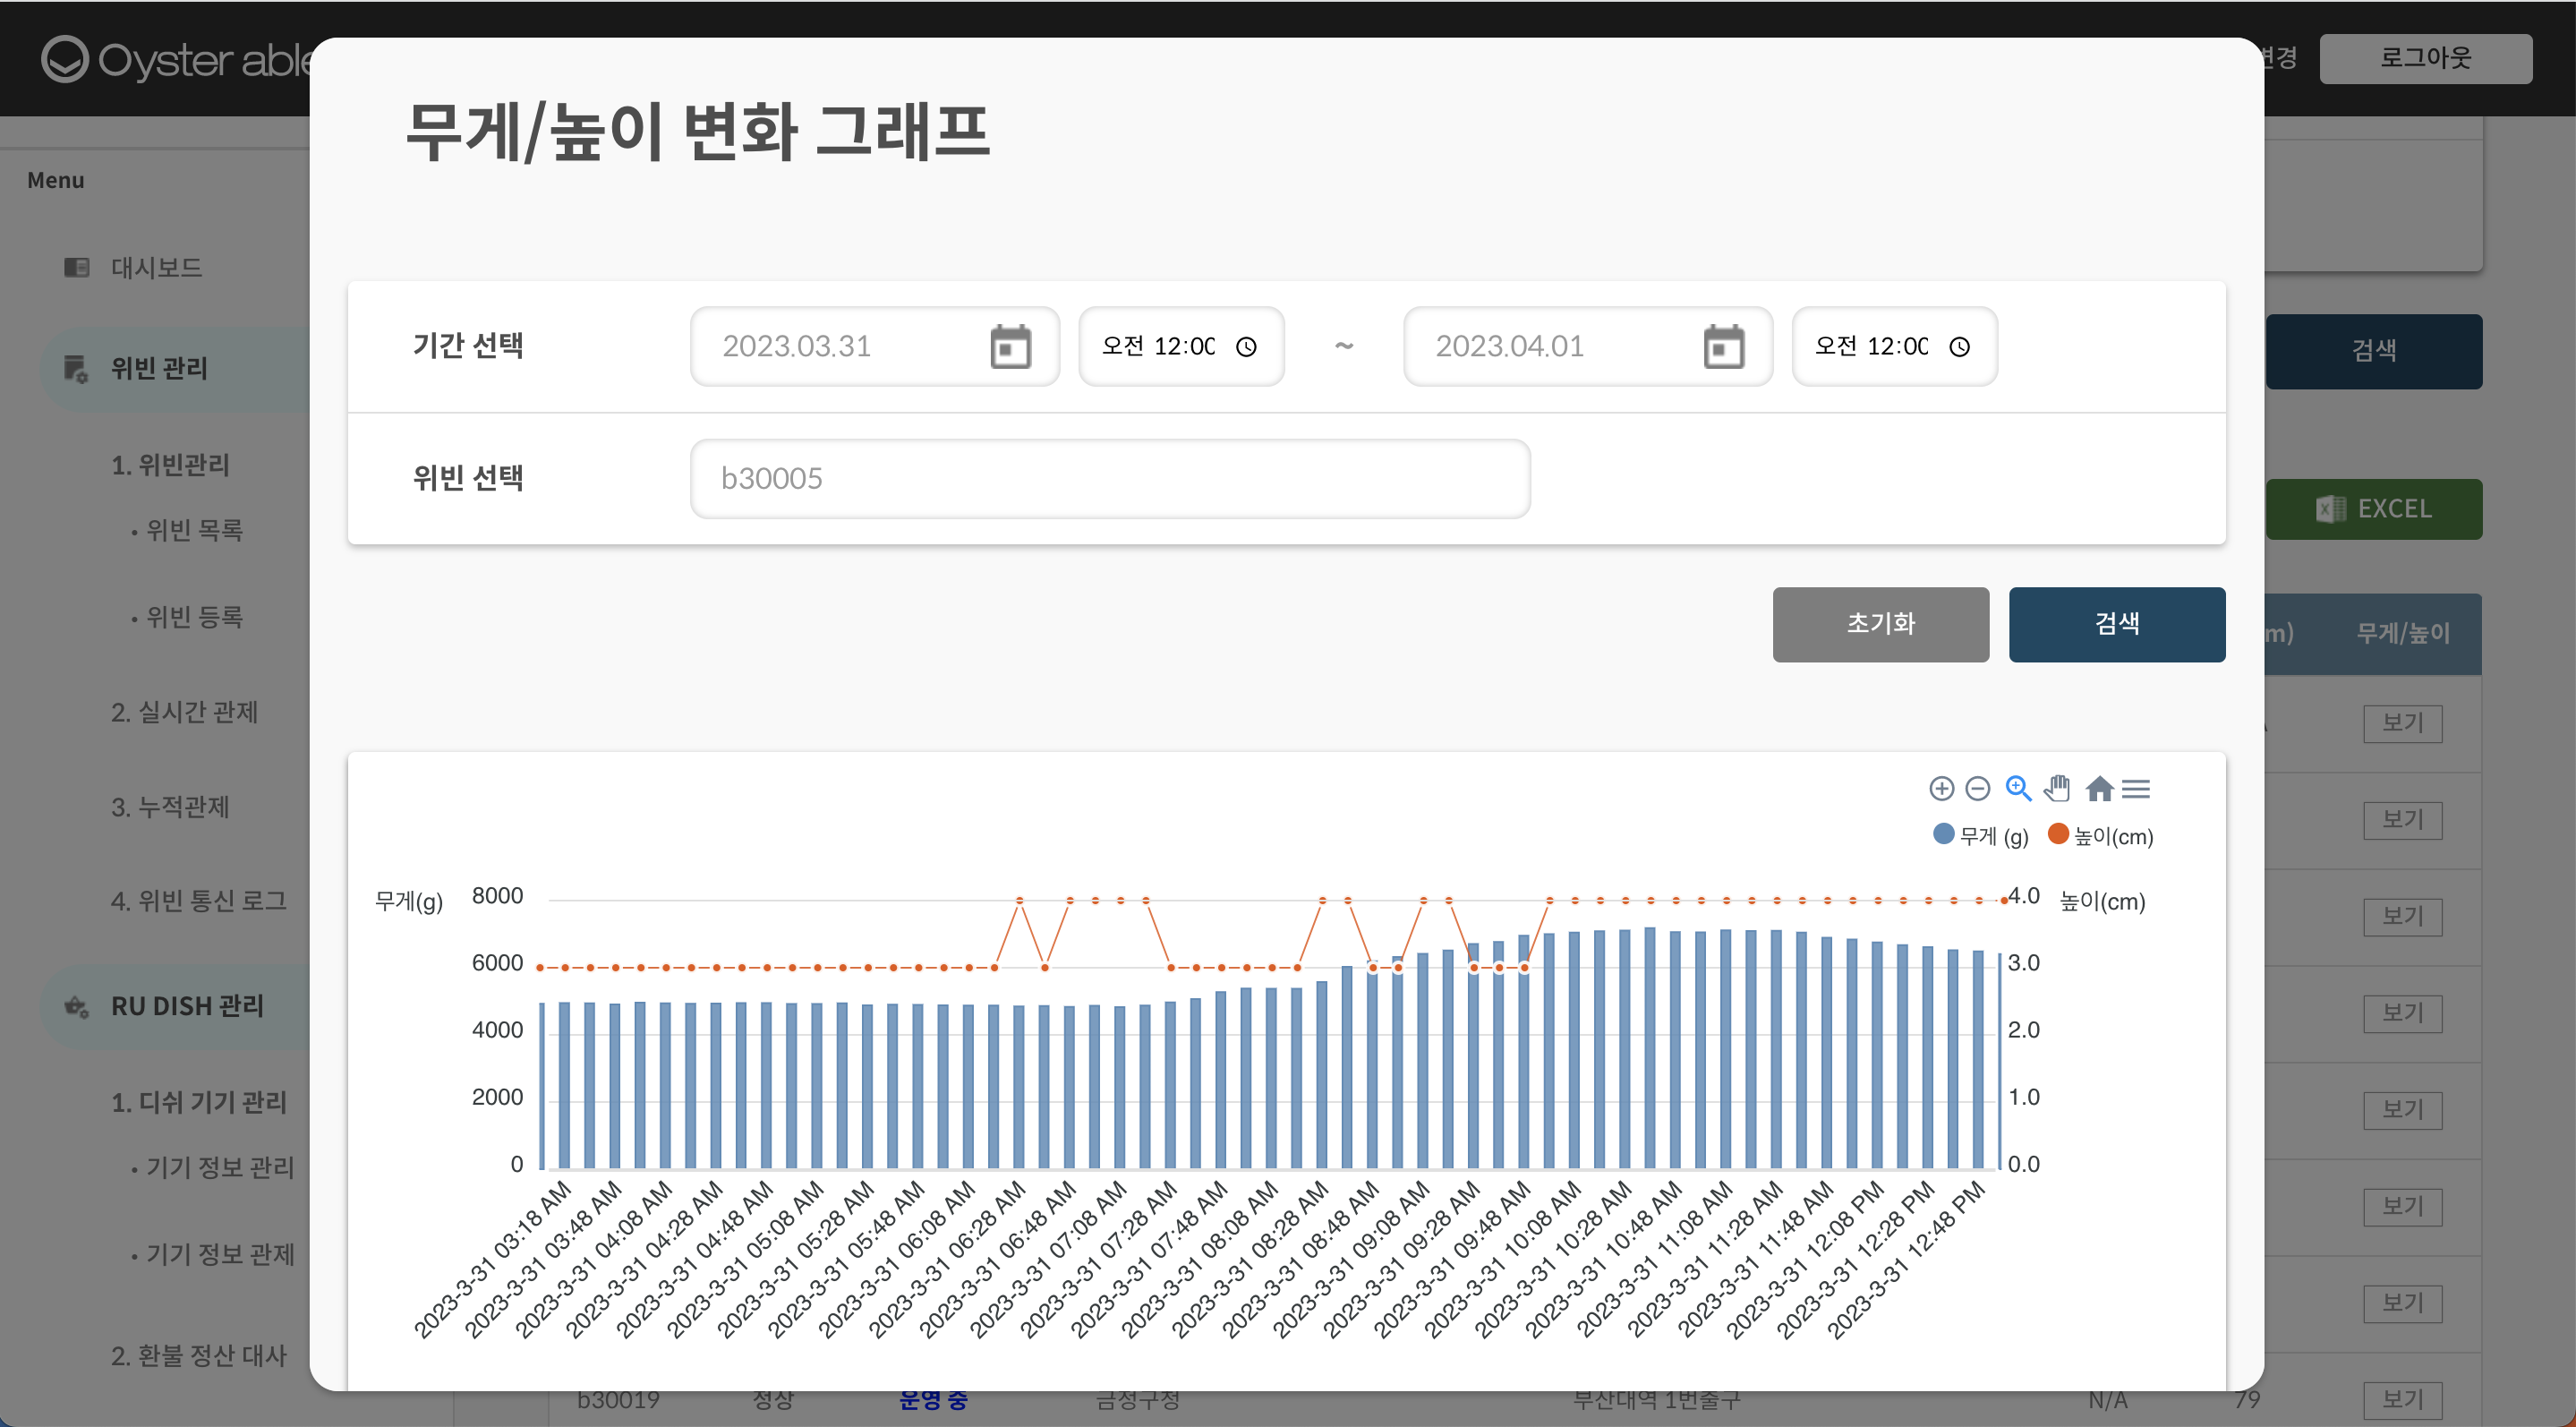 Oyster able
변경
로그아웃
Menu
대시보드
위빈 관리
1. 위빈관리
• 위빈 목록
• 위빈 등록
2. 실시간 관제
3. 누적관제
4. 위빈 통신 로그
RU DISH 관리
1. 디쉬 기기 관리
• 기기 정보 관리
• 기기 정보 관제
2. 환불 정산 대사
무게/높이 변화 그래프
기간 선택
2023.03.31
오전 12:00
~
2023.04.01
오전 12:00
위빈 선택
b30005
초기화
검색
검색
EXCEL
m)
무게/높이
보기
보기
보기
보기
보기
보기
보기
보기
무게 (g)
높이(cm)
무게(g)
8000
6000
4000
2000
0
4.0
3.0
2.0
1.0
0.0
높이(cm)
2023-3-31 03:18 AM
2023-3-31 03:48 AM
2023-3-31 04:08 AM
2023-3-31 04:28 AM
2023-3-31 04:48 AM
2023-3-31 05:08 AM
2023-3-31 05:28 AM
2023-3-31 05:48 AM
2023-3-31 06:08 AM
2023-3-31 06:28 AM
2023-3-31 06:48 AM
2023-3-31 07:08 AM
2023-3-31 07:28 AM
2023-3-31 07:48 AM
2023-3-31 08:08 AM
2023-3-31 08:28 AM
2023-3-31 08:48 AM
2023-3-31 09:08 AM
2023-3-31 09:28 AM
2023-3-31 09:48 AM
2023-3-31 10:08 AM
2023-3-31 10:28 AM
2023-3-31 10:48 AM
2023-3-31 11:08 AM
2023-3-31 11:28 AM
2023-3-31 11:48 AM
2023-3-31 12:08 PM
2023-3-31 12:28 PM
2023-3-31 12:48 PM
b30019 정상 운영 중 금정구청 부산대역 1번출구 N/A 79